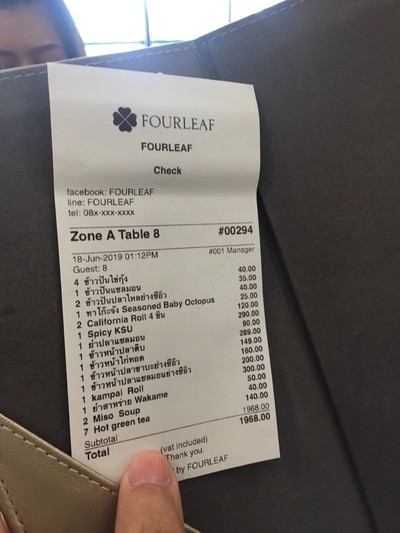 FOURLEAF
FOURLEAF
Check
facebook: FOURLEAF
line: FOURLEAF
tel: 08x-xxx-xxxx
Zone A Table 8 #00294
18-Jun-2019 01:12PM #001 Manager
Guest: 8
4 ข้าวปั้นไข่กุ้ง 40.00
1 ข้าวปั้นแซลมอน 35.00
2 ข้าวปั้นปลาไหลย่างซีอิ๊ว 40.00
1 ทาโก๊ะจัง Seasoned Baby Octopus 25.00
2 California Roll 4 ชิ้น 120.00
1 Spicy KSU 290.00
1 ยำปลาแซลมอน 90.00
1 ข้าวหน้าปลาดิบ 289.00
1 ข้าวหน้าไก่ทอด 149.00
1 ข้าวหน้าปลาซาบะย่างซีอิ๊ว 160.00
1 ข้าวหน้าปลาแซลมอนย่างซีอิ๊ว 200.00
1 kampai Roll 300.00
1 ยำสาหร่าย Wakame 50.00
2 Miso Soup 40.00
7 Hot green tea 140.00
Subtotal 1968.00
Total 1968.00
(vat included)
Thank you.
by FOURLEAF